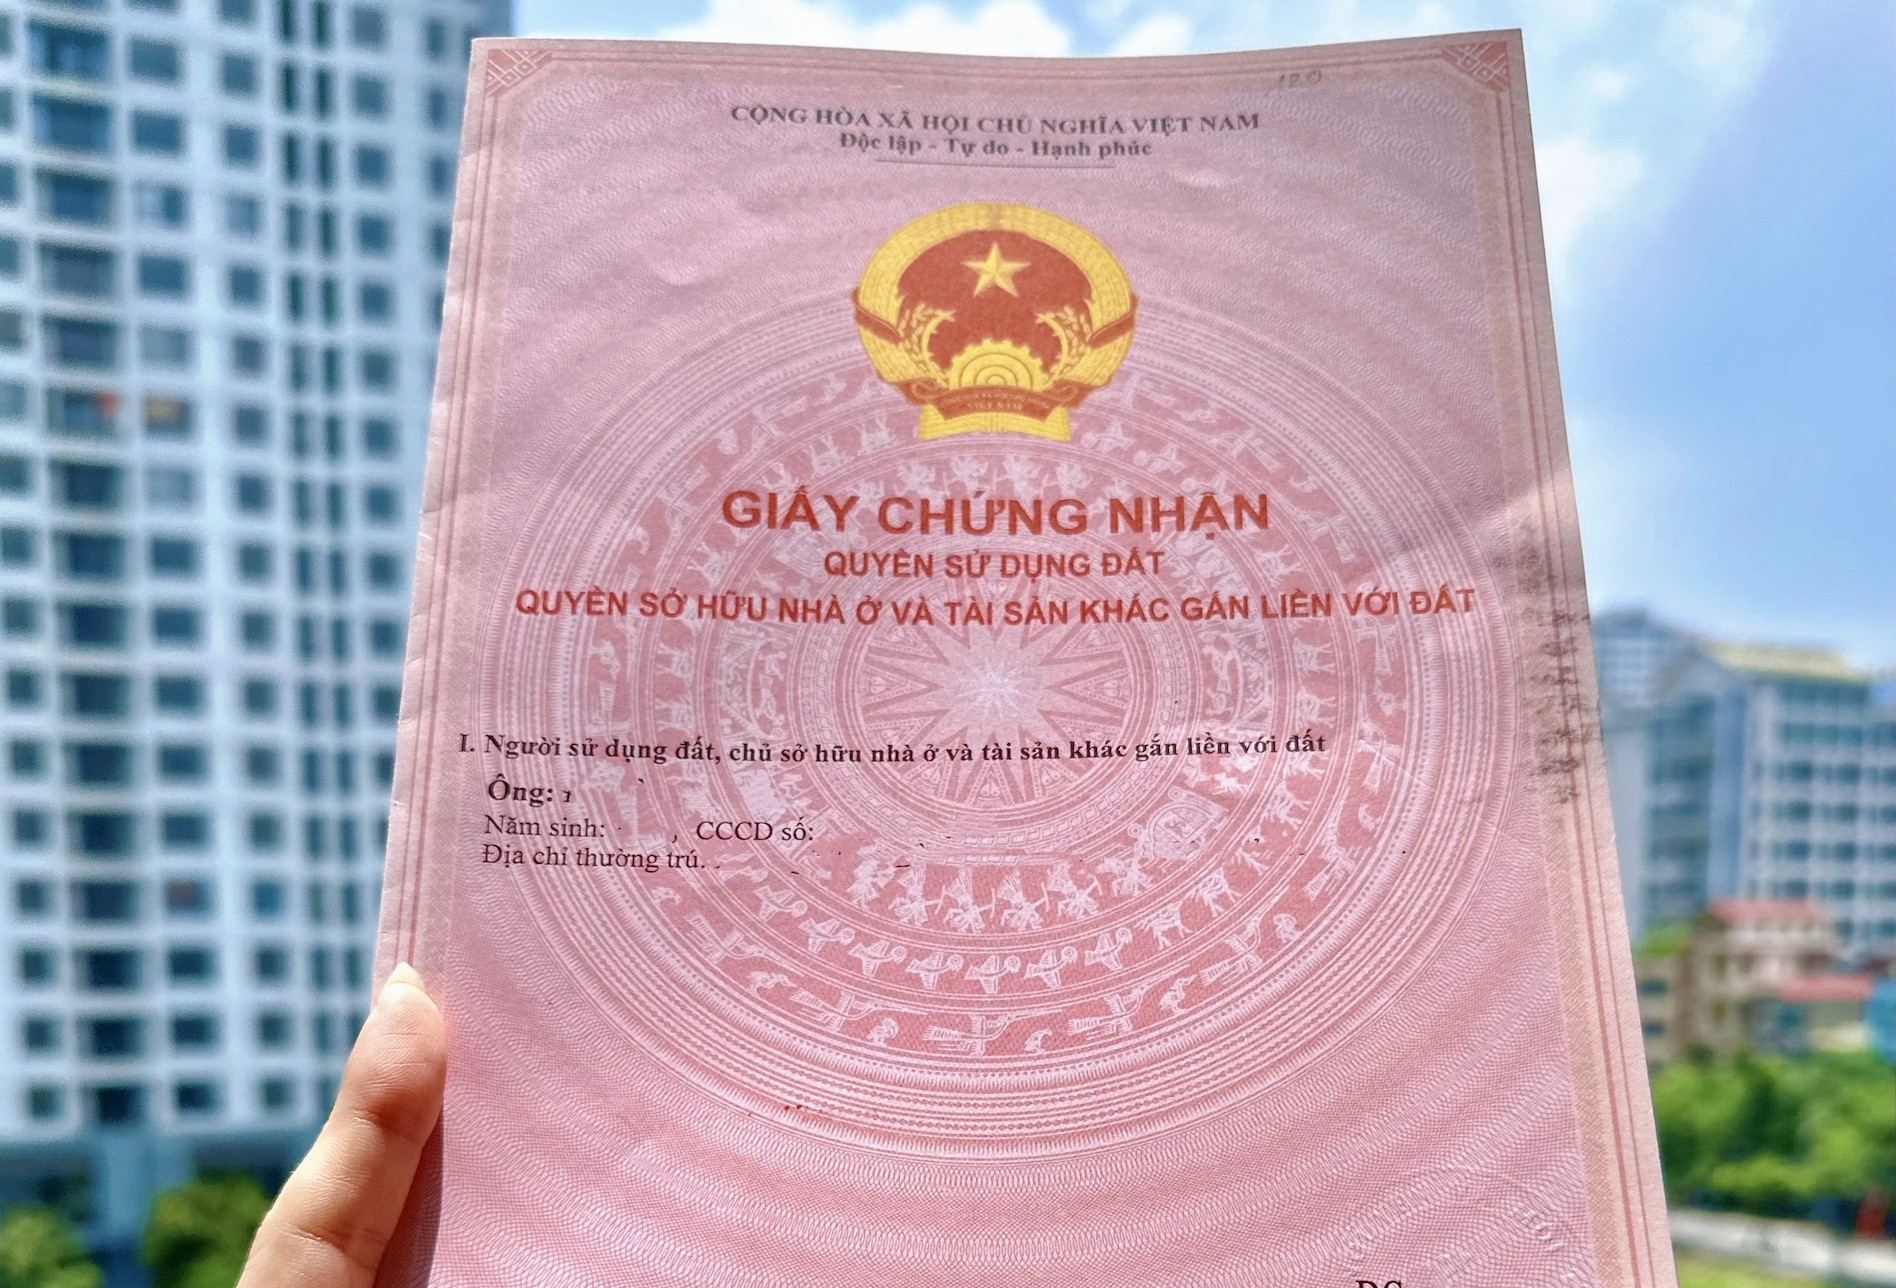 CỘNG HÒA XÃ HỘI CHỦ NGHĨA VIỆT NAM
Độc lập - Tự do - Hạnh phúc
VIỆT NAM
GIẤY CHỨNG NHẬN
QUYỀN SỬ DỤNG ĐẤT
QUYỀN SỞ HỮU NHÀ Ở VÀ TÀI SẢN KHÁC GẮN LIỀN VỚI ĐẤT
I. Người sử dụng đất, chủ sở hữu nhà ở và tài sản khác gắn liền với đất
Ông:
Năm sinh: , CCCD số:
Địa chỉ thường trú.